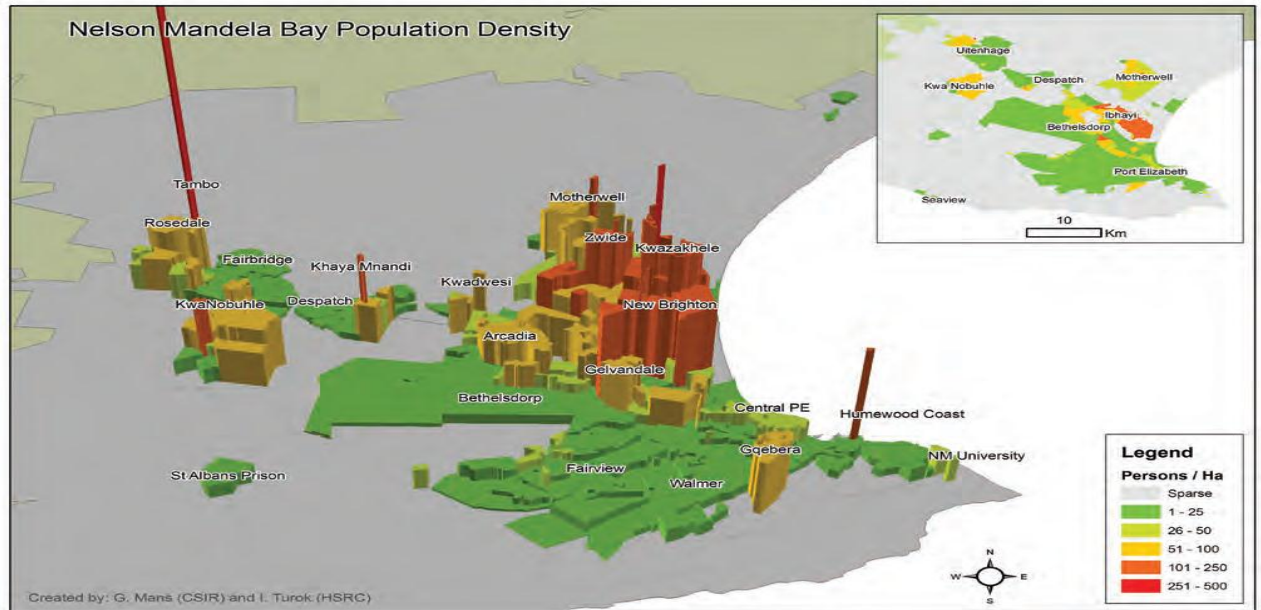 Nelson Mandela Bay Population Density
Uitenhage
Kwa Nobuhle
Despatch
Motherwell
Ibhayi
Bethelsdorp
Port Elizabeth
Seaview
10
Km
Tambo
Rosedale
Fairbridge
Khaya Mnandi
KwaNobuhle
Despatch
Motherwell
Zwide
Kwazakhele
Kwadwesi
New Brighton
Arcadia
Gelvandale
Bethelsdorp
Central PE
Humewood Coast
Gqebera
NM University
St Albans Prison
Fairview
Walmer
Legend
Persons / Ha
Sparse
1 - 25
26 - 50
51 - 100
101 - 250
251 - 500
N
W
E
S
Created by: G. Mans (CSIR) and I. Turok (HSRC)